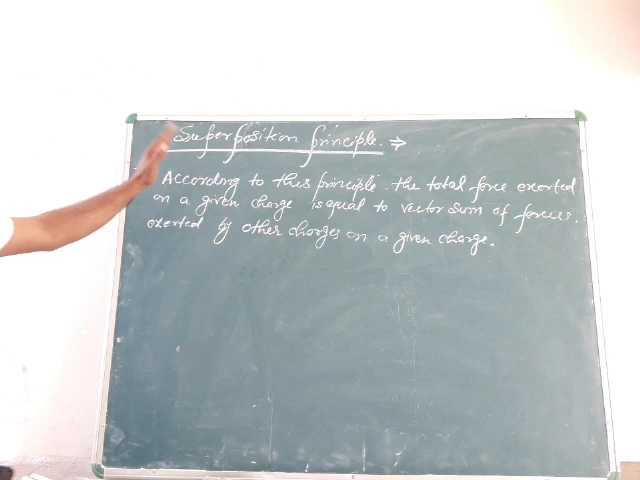 Superposition principle. ⇒
According to this principle the total force exerted
on a given charge is equal to vector sum of forces.
exerted by other charges on a given charge.